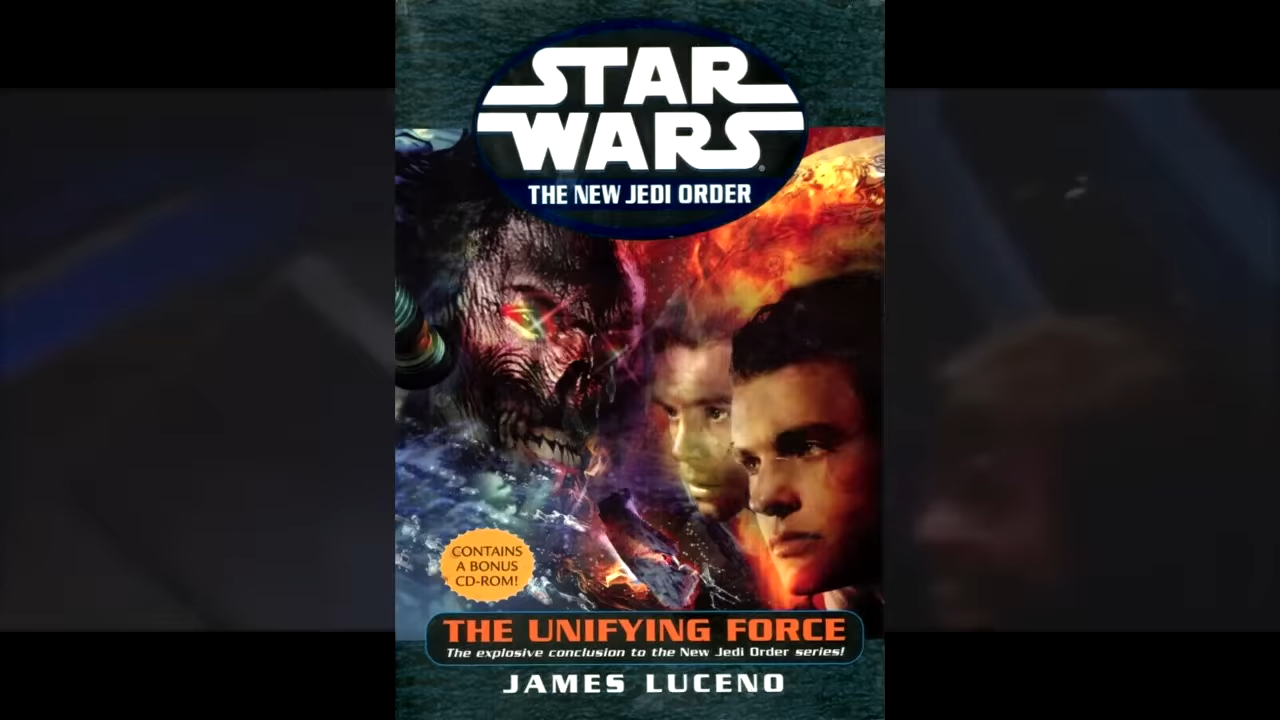 STAR
WARS®
THE NEW JEDI ORDER
CONTAINS
A BONUS
CD-ROM!
THE UNIFYING FORCE
The explosive conclusion to the New Jedi Order series!
JAMES LUCENO